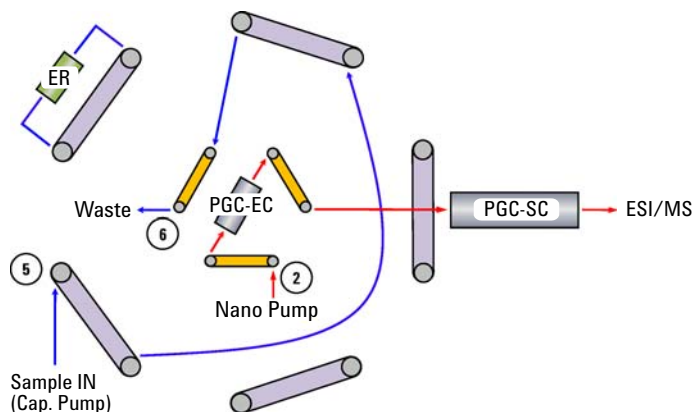 ER
Waste
PGC-EC
PGC-SC
ESI/MS
6
5
2
Nano Pump
Sample IN
(Cap. Pump)